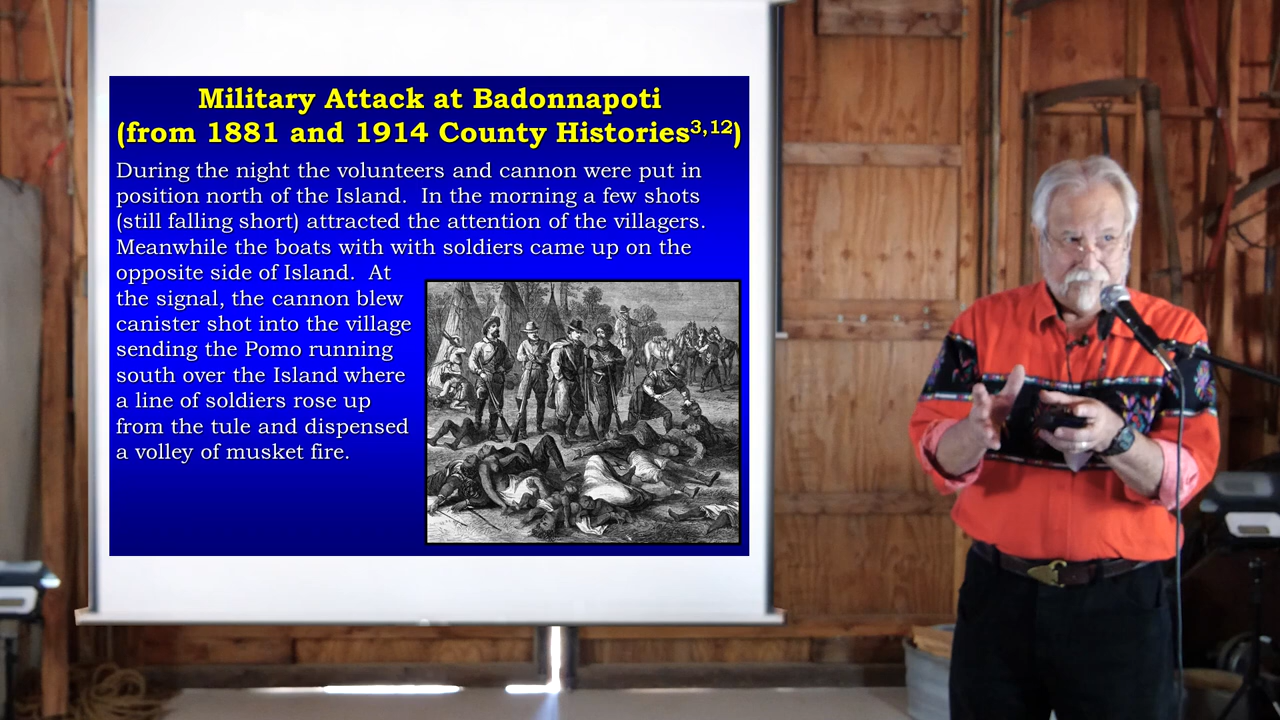 Military Attack at Badonnapoti
(from 1881 and 1914 County Histories3,12)
During the night the volunteers and cannon were put in
position north of the Island. In the morning a few shots
(still falling short) attracted the attention of the villagers.
Meanwhile the boats with with soldiers came up on the
opposite side of Island. At
the signal, the cannon blew
canister shot into the village
sending the Pomo running
south over the Island where
a line of soldiers rose up
from the tule and dispensed
a volley of musket fire.